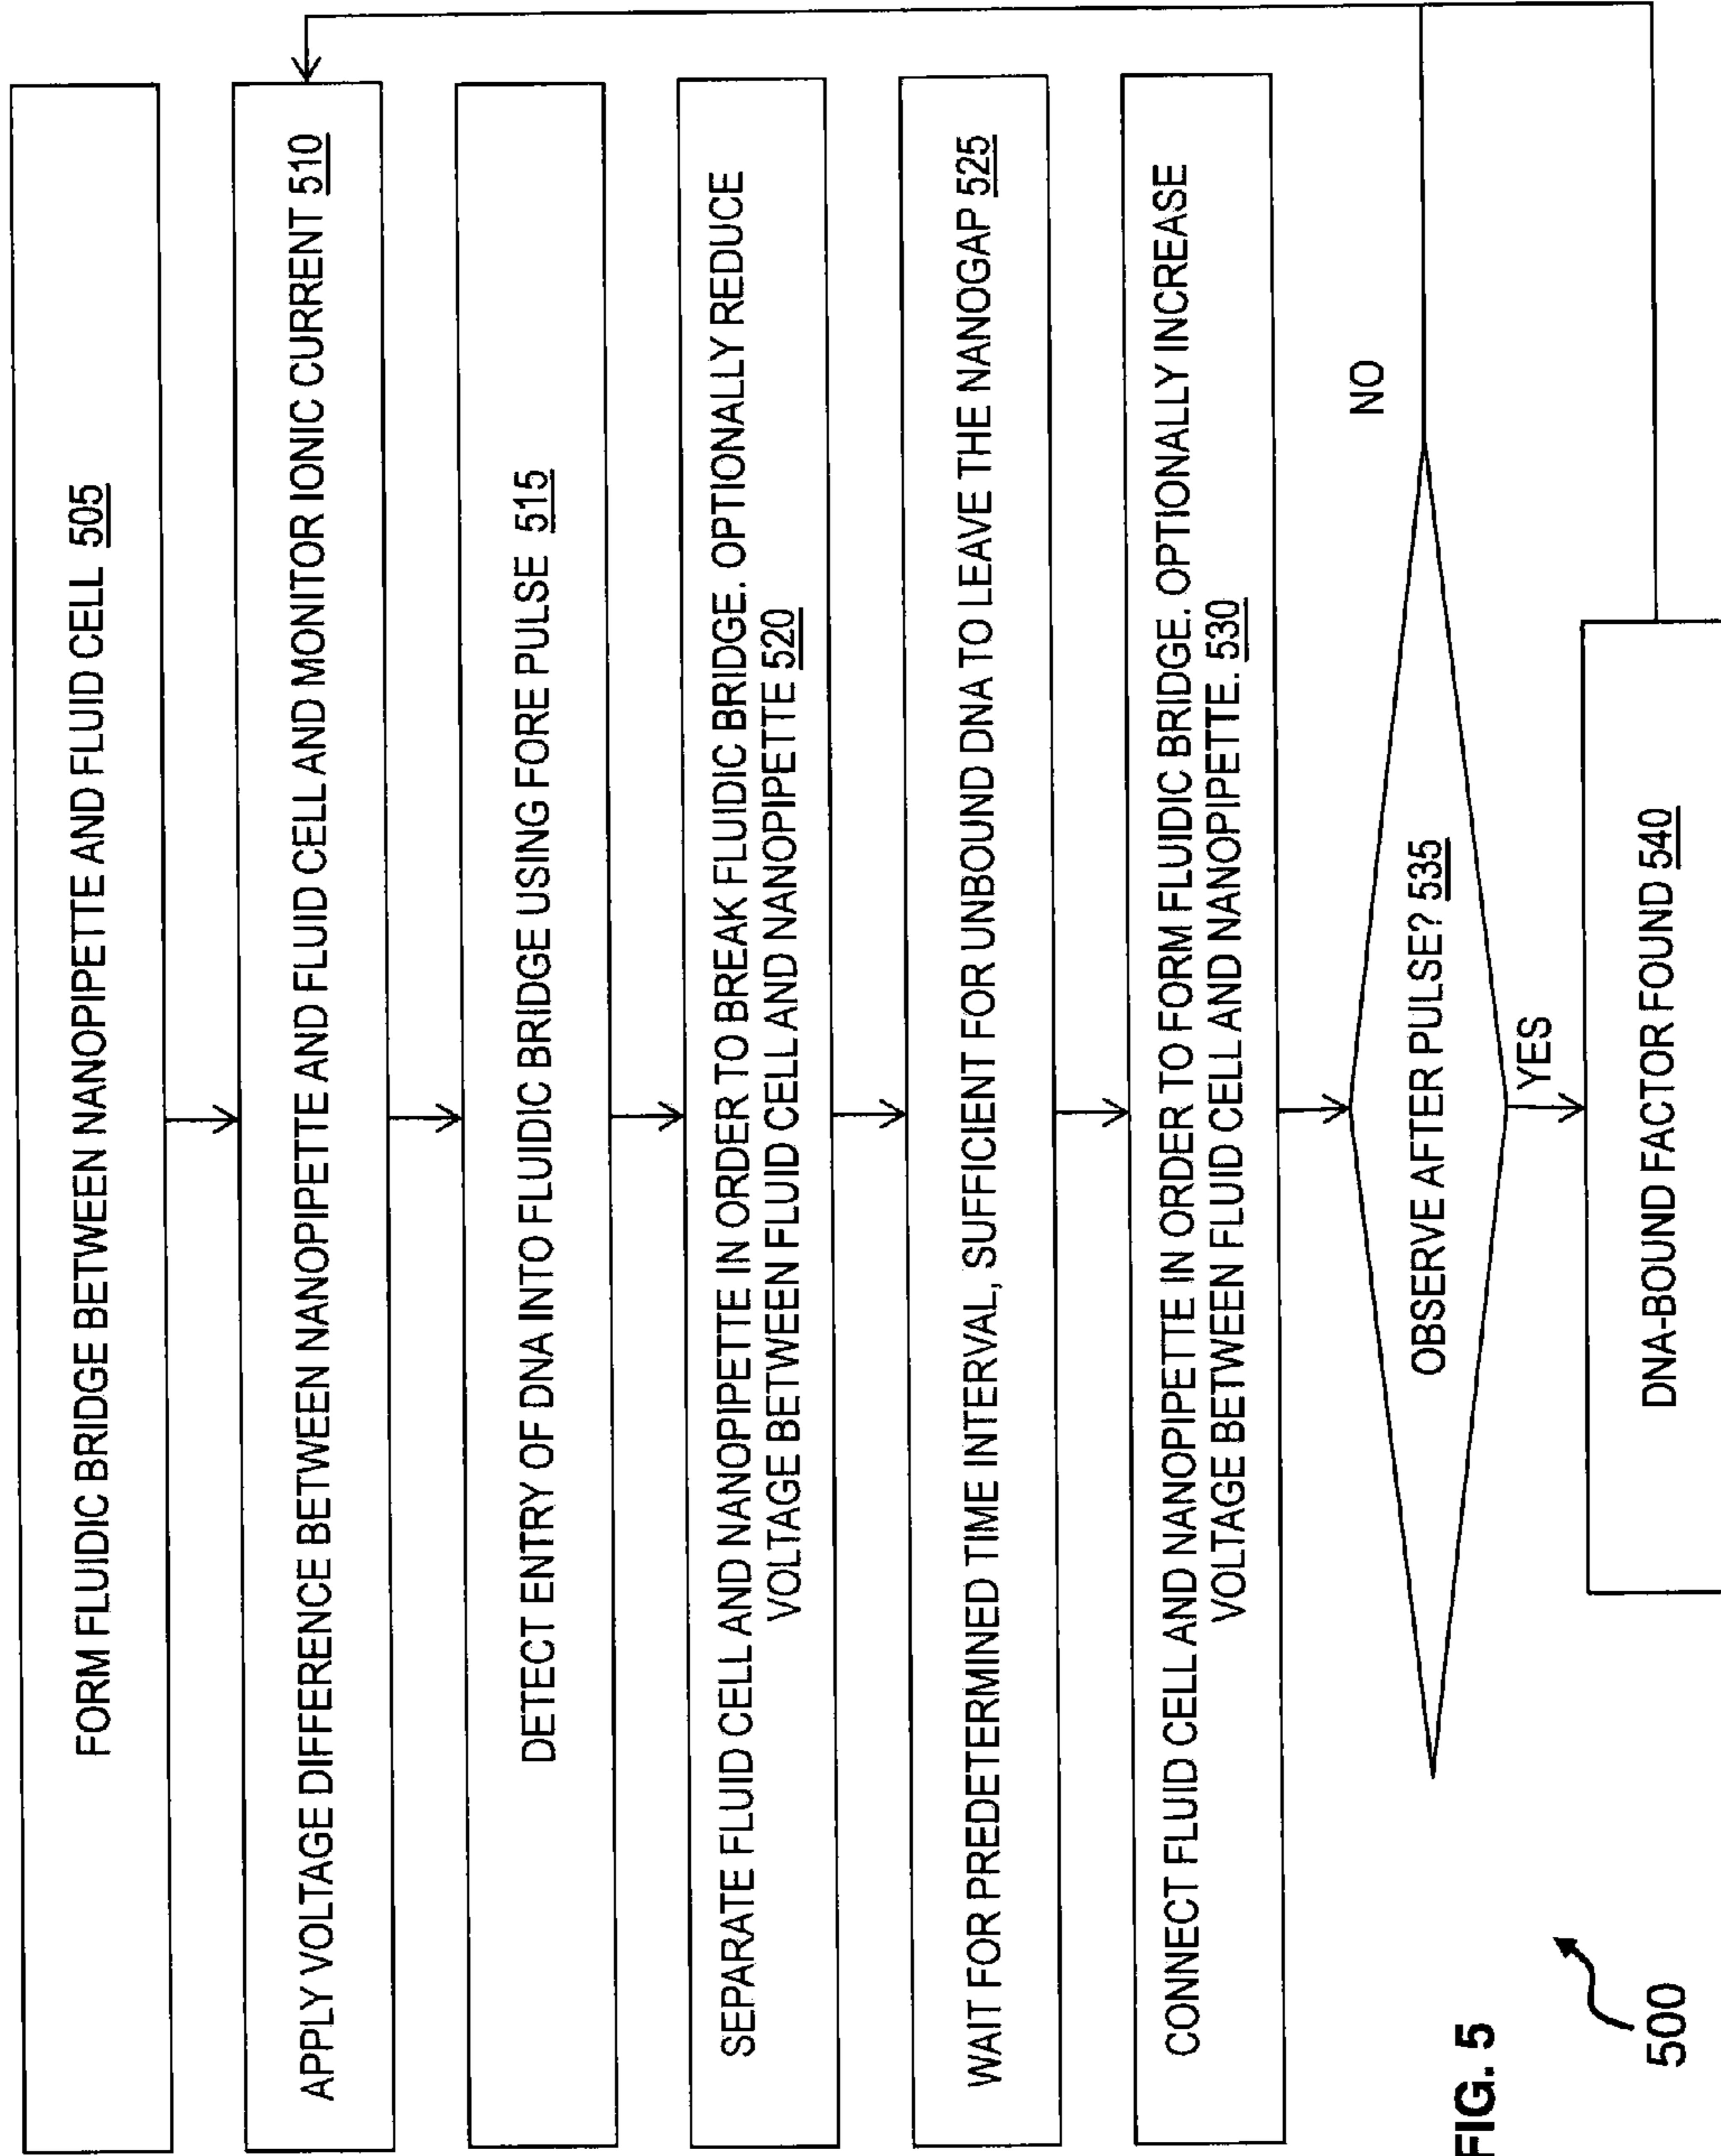 FORM FLUIDIC BRIDGE BETWEEN NANOPIPETTE AND FLUID CELL 505
APPLY VOLTAGE DIFFERENCE BETWEEN NANOPIPETTE AND FLUID CELL AND MONITOR IONIC CURRENT 510
DETECT ENTRY OF DNA INTO FLUIDIC BRIDGE USING FORE PULSE 515
SEPARATE FLUID CELL AND NANOPIPETTE IN ORDER TO BREAK FLUIDIC BRIDGE. OPTIONALLY REDUCE
VOLTAGE BETWEEN FLUID CELL AND NANOPIPETTE 520
WAIT FOR PREDETERMINED TIME INTERVAL, SUFFICIENT FOR UNBOUND DNA TO LEAVE THE NANOGAP 525
CONNECT FLUID CELL AND NANOPIPETTE IN ORDER TO FORM FLUIDIC BRIDGE. OPTIONALLY INCREASE
VOLTAGE BETWEEN FLUID CELL AND NANOPIPETTE. 530
OBSERVE AFTER PULSE? 535
NO
YES
DNA-BOUND FACTOR FOUND 540
FIG. 5
500